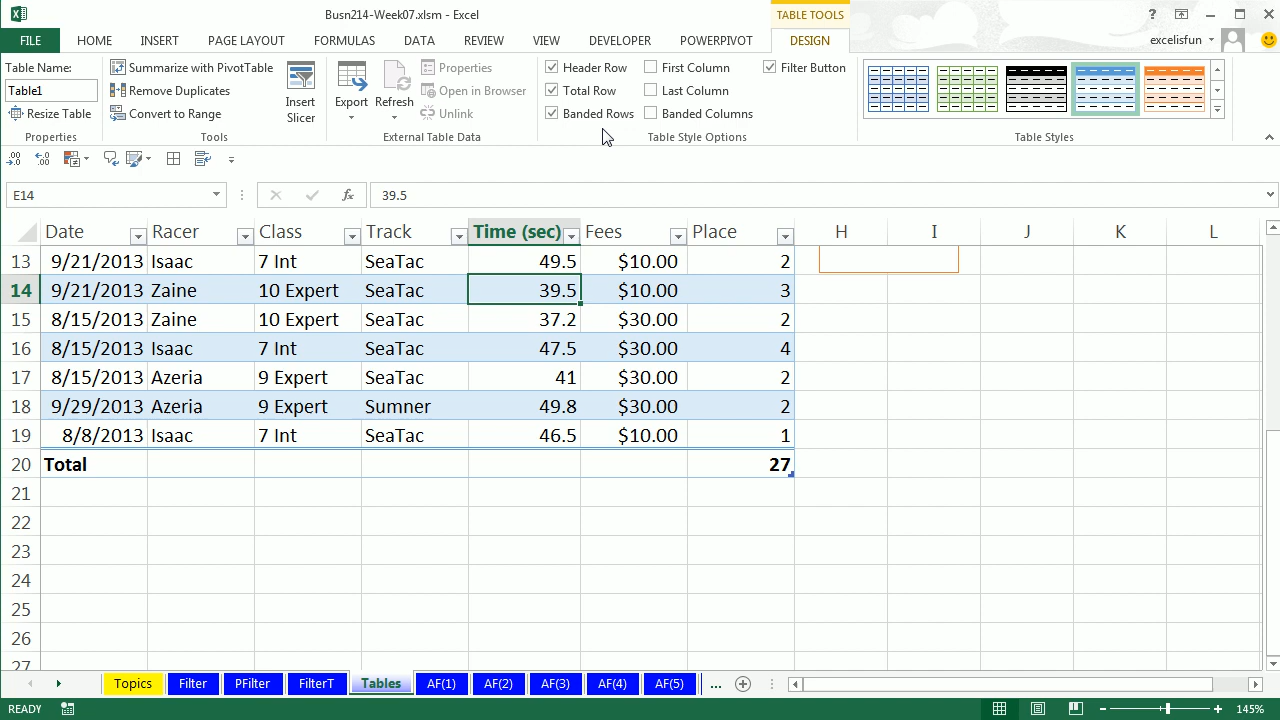 Busn214-Week07.xlsm - Excel
TABLE TOOLS
?
FILE HOME INSERT PAGE LAYOUT FORMULAS DATA REVIEW VIEW DEVELOPER POWERPIVOT DESIGN excelisfun
Table Name:
Table1
Resize Table
Properties
Summarize with PivotTable
Remove Duplicates
Convert to Range
Tools
Insert
Slicer
Export
Refresh
Properties
Open in Browser
Unlink
External Table Data
Header Row
Total Row
Banded Rows
First Column
Last Column
Banded Columns
Filter Button
Table Style Options
Table Styles
E14
fx
39.5
Date Racer Class Track Time (sec) Fees Place H I J K L
13 9/21/2013 Isaac 7 Int SeaTac 49.5 $10.00 2
14 9/21/2013 Zaine 10 Expert SeaTac 39.5 $10.00 3
15 8/15/2013 Zaine 10 Expert SeaTac 37.2 $30.00 2
16 8/15/2013 Isaac 7 Int SeaTac 47.5 $30.00 4
17 8/15/2013 Azeria 9 Expert SeaTac 41 $30.00 2
18 9/29/2013 Azeria 9 Expert Sumner 49.8 $30.00 2
19 8/8/2013 Isaac 7 Int SeaTac 46.5 $10.00 1
20 Total 27
21
22
23
24
25
26
27
Topics Filter PFilter FilterT Tables AF(1) AF(2) AF(3) AF(4) AF(5) ...
READY 145%